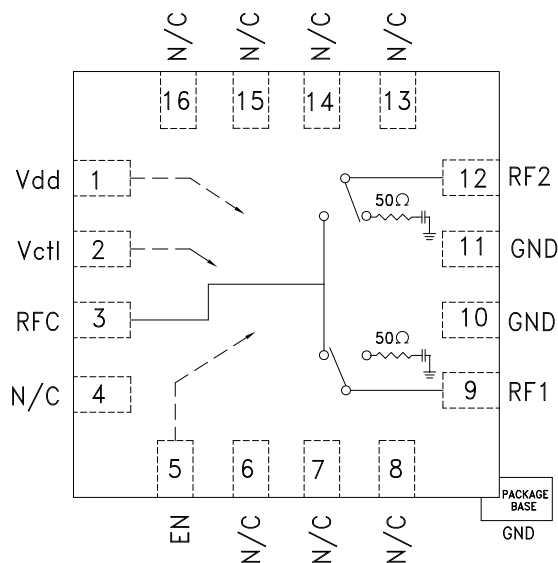 N/C N/C N/C N/C
16 15 14 13
Vdd 1
Vctl 2
RFC 3
N/C 4
12 RF2
50Ω
11 GND
10 GND
50Ω
9 RF1
5 6 7 8
EN N/C N/C N/C
PACKAGE
BASE
GND